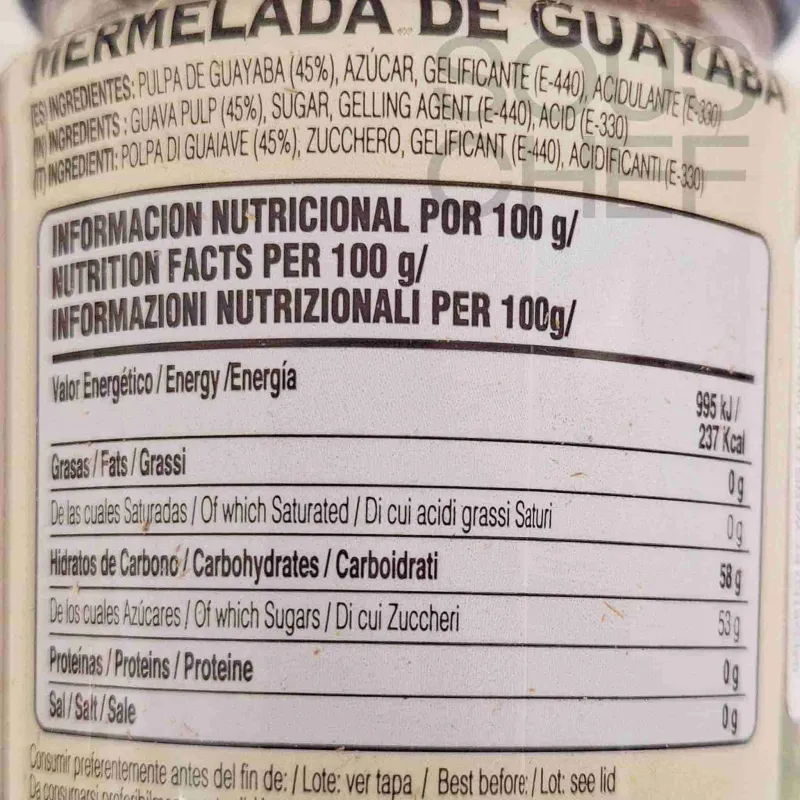 MERMELADA DE GUAYABA
(ES) INGREDIENTES: PULPA DE GUAYABA (45%), AZÚCAR, GELIFICANTE (E-440), ACIDULANTE (E-330)
INGREDIENTS : GUAVA PULP (45%), SUGAR, GELLING AGENT (E-440), ACID (E-330)
(IT) INGREDIENTI: POLPA DI GUAIAVE (45%), ZUCCHERO, GELIFICANT (E-440), ACIDIFICANTI (E-330)
SOUS
CHEF
INFORMACION NUTRICIONAL POR 100 g/
NUTRITION FACTS PER 100 g/
INFORMAZIONI NUTRIZIONALI PER 100g/
Valor Energético / Energy /Energía 995 kJ /
237 Kcal
Grasas / Fats / Grassi 0 g
De las cuales Saturadas / Of which Saturated / Di cui acidi grassi Saturi 0 g
Hidratos de Carbono / Carbohydrates / Carboidrati 58 g
De los cuales Azúcares / Of which Sugars / Di cui Zuccheri 53 g
Proteínas / Proteins / Proteine 0 g
Sal / Salt / Sale 0 g
Consumir preferentemente antes del fin de: / Lote: ver tapa / Best before: / Lot: see lid
Da consumarsi